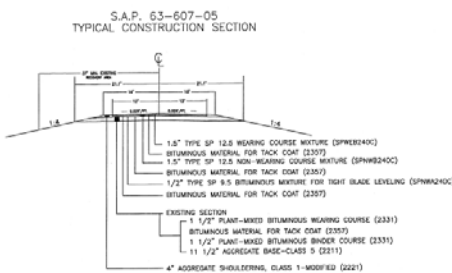 S.A.P. 63-607-05
TYPICAL CONSTRUCTION SECTION
1.5" TYPE SP 12.5 WEARING COURSE MIXTURE (SPWEB240C)
BITUMINOUS MATERIAL FOR TACK COAT (2357)
1.5" TYPE SP 12.5 NON-WEARING COURSE MIXTURE (SPNWB240C)
BITUMINOUS MATERIAL FOR TACK COAT (2357)
1/2" TYPE SP 9.5 BITUMINOUS MIXTURE FOR TIGHT BLADE LEVELING (SPNWA240C)
BITUMINOUS MATERIAL FOR TACK COAT (2357)
EXISTING SECTION
1 1/2" PLANT-MIXED BITUMINOUS WEARING COURSE (2331)
BITUMINOUS MATERIAL FOR TACK COAT (2357)
1 1/2" PLANT-MIXED BITUMINOUS BINDER COURSE (2331)
11 1/2" AGGREGATE BASE-CLASS 5 (2211)
4" AGGREGATE SHOULDERING, CLASS 1-MODIFIED (2221)